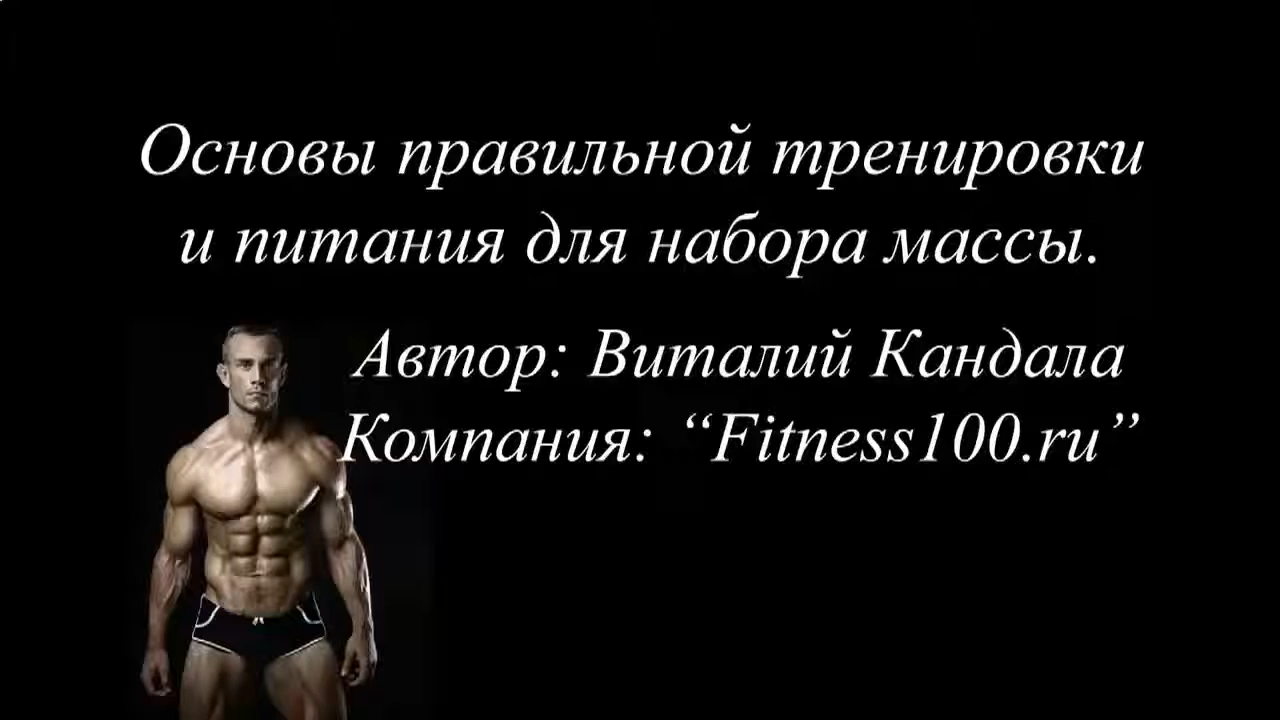 Основы правильной тренировки
и питания для набора массы.
Автор: Виталий Кандала
Компания: “Fitness100.ru”